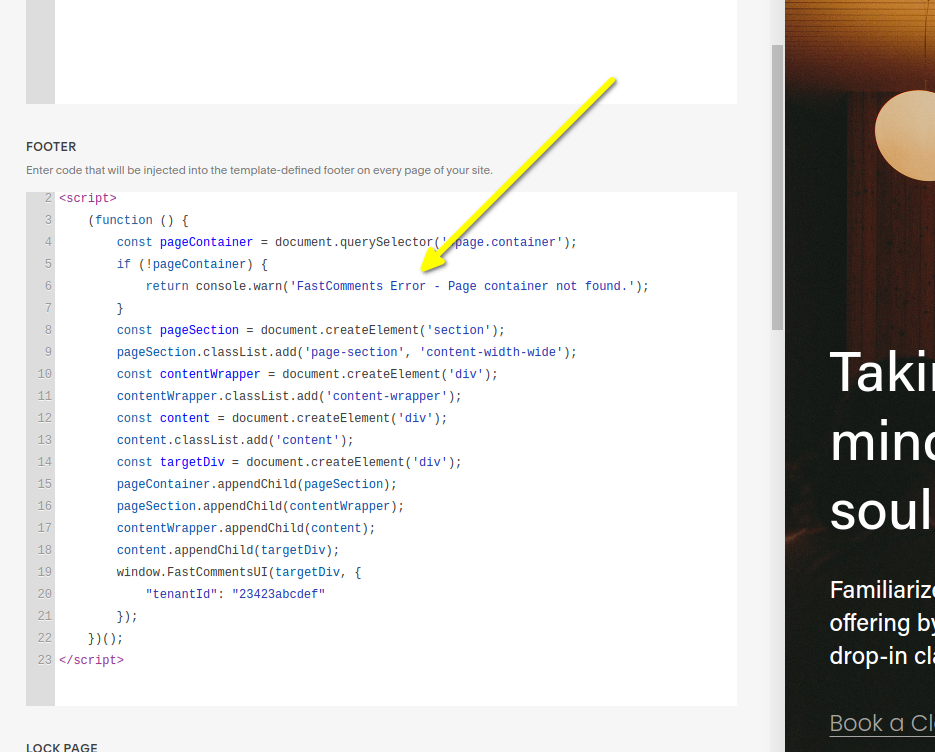 FOOTER
Enter code that will be injected into the template-defined footer on every page of your site.
2 <script>
3 (function () {
4 const pageContainer = document.querySelector('.page.container');
5 if (!pageContainer) {
6 return console.warn('FastComments Error - Page container not found.');
7 }
8 const pageSection = document.createElement('section');
9 pageSection.classList.add('page-section', 'content-width-wide');
10 const contentWrapper = document.createElement('div');
11 contentWrapper.classList.add('content-wrapper');
12 const content = document.createElement('div');
13 content.classList.add('content');
14 const targetDiv = document.createElement('div');
15 pageContainer.appendChild(pageSection);
16 pageSection.appendChild(contentWrapper);
17 contentWrapper.appendChild(content);
18 content.appendChild(targetDiv);
19 window.FastCommentsUI(targetDiv, {
20 "tenantId": "23423abcdef"
21 });
22 })();
23 </script>
LOCK PAGE
Taki
mind
soul
Familiarize
offering by
drop-in cla
Book a Cl